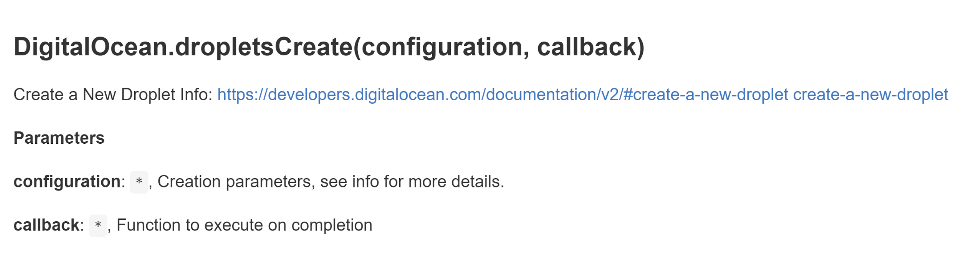 DigitalOcean.dropletsCreate(configuration, callback)
Create a New Droplet Info: https://developers.digitalocean.com/documentation/v2/#create-a-new-droplet create-a-new-droplet
Parameters
configuration: *, Creation parameters, see info for more details.
callback: *, Function to execute on completion